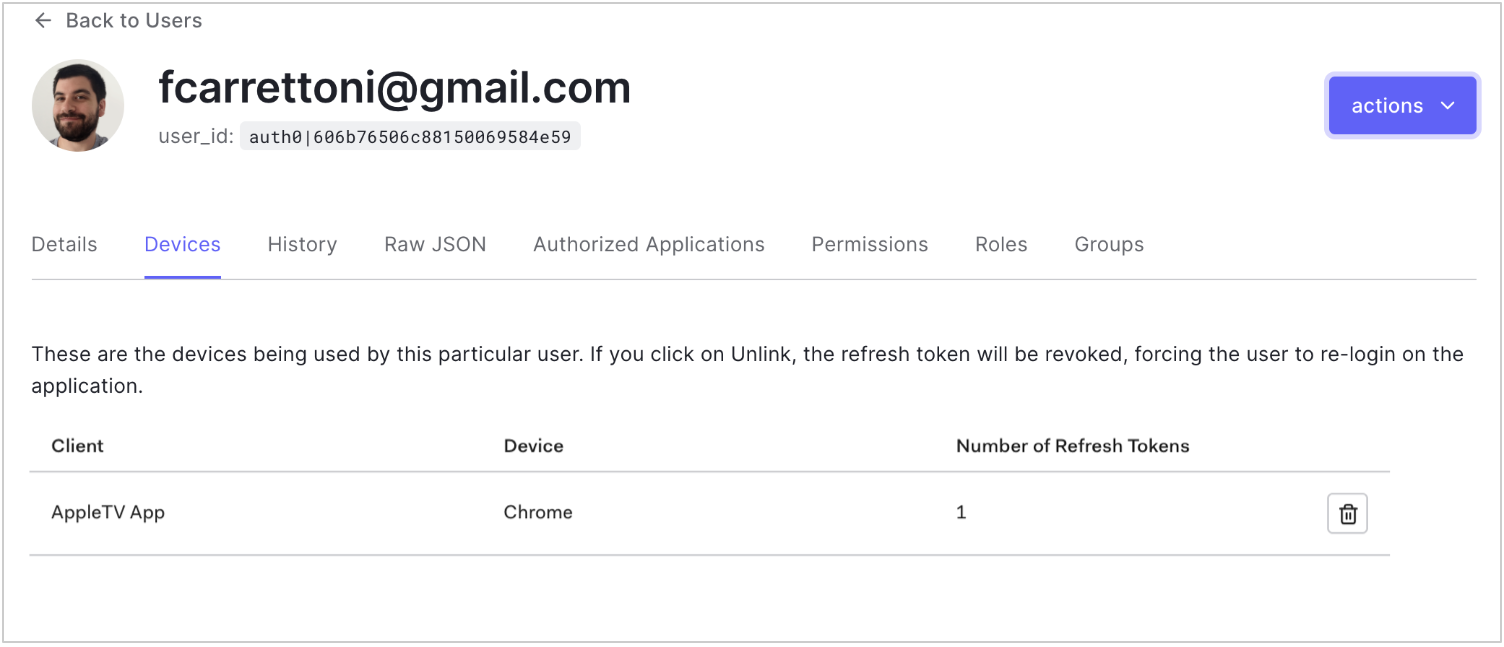 Back to Users
fcarrettoni@gmail.com
user_id: auth0|606b76506c88150069584e59
actions
Details Devices History Raw JSON Authorized Applications Permissions Roles Groups
These are the devices being used by this particular user. If you click on Unlink, the refresh token will be revoked, forcing the user to re-login on the
application.
Client Device Number of Refresh Tokens
AppleTV App Chrome 1